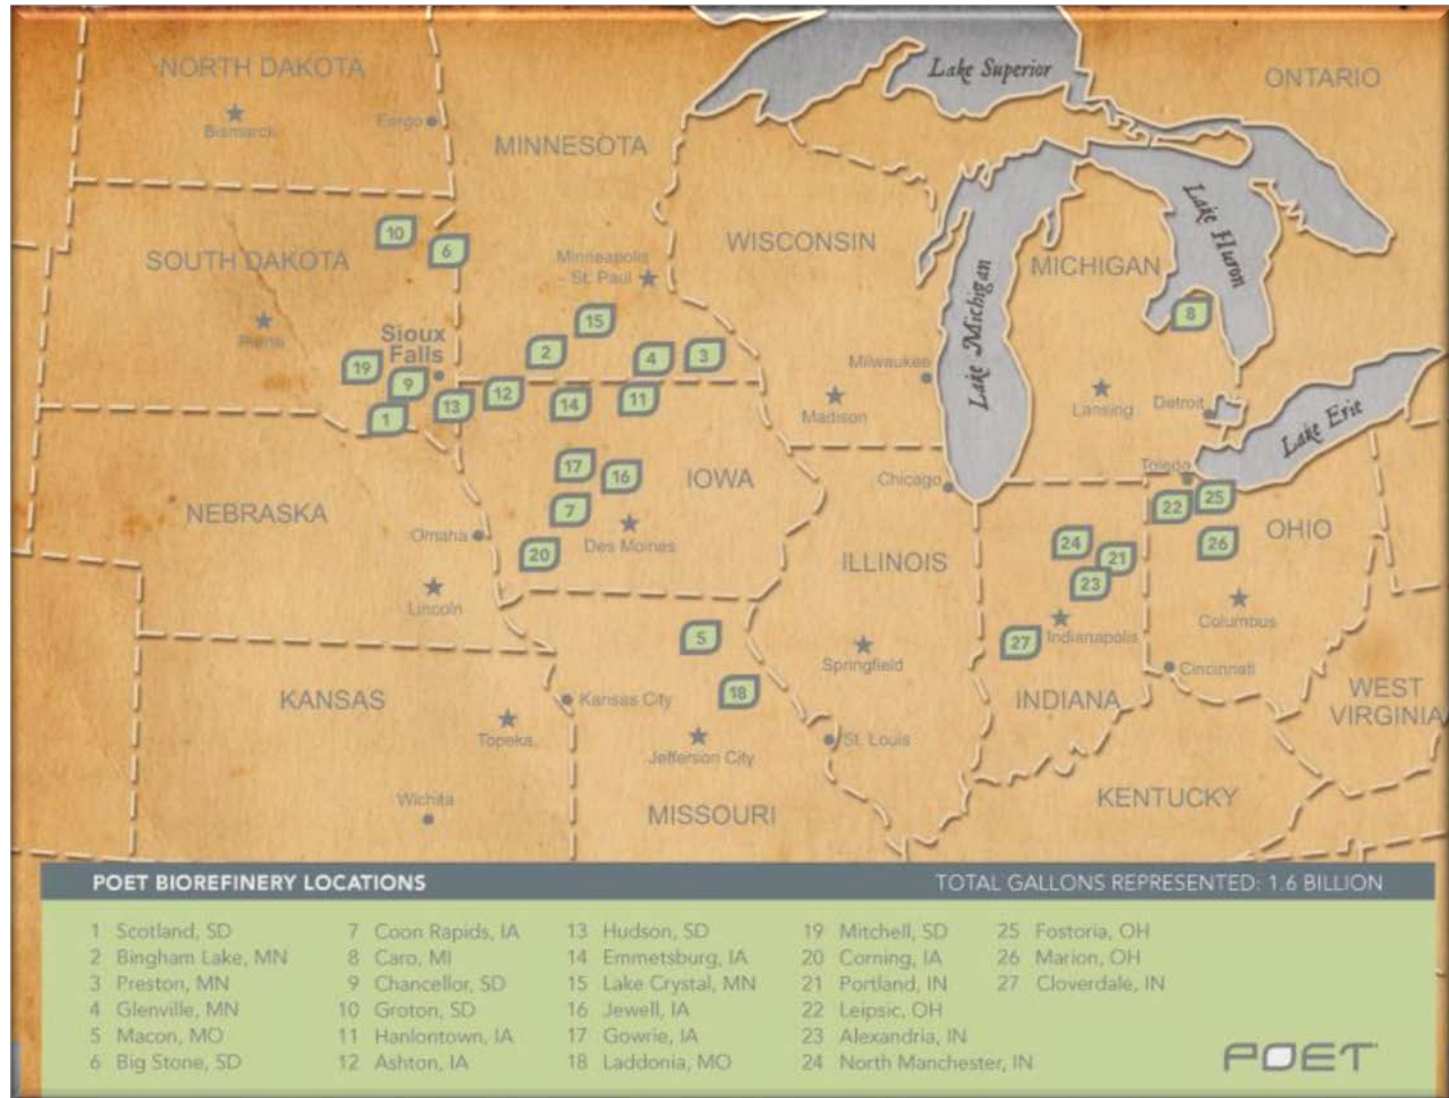 NORTH DAKOTA
Bismarck
Fargo
MINNESOTA
Lake Superior
ONTARIO
10
6
SOUTH DAKOTA
Minneapolis
- St. Paul
WISCONSIN
MICHIGAN
Lake Huron
Lake Michigan
Pierre
Sioux
Falls
15
8
2
4
3
19
9
Milwaukee
Madison
Lansing
Detroit
Lake Erie
1
13
12
14
11
17
16
IOWA
Chicago
Toledo
NEBRASKA
7
22
25
Omaha
Des Moines
20
ILLINOIS
24
21
26
OHIO
23
Lincoln
Columbus
5
Springfield
27
Indianapolis
Cincinnati
KANSAS
Kansas City
18
INDIANA
WEST
VIRGINIA
Topeka
Jefferson City
St. Louis
Wichita
MISSOURI
KENTUCKY
POET BIOREFINERY LOCATIONS
TOTAL GALLONS REPRESENTED: 1.6 BILLION
1 Scotland, SD
2 Bingham Lake, MN
3 Preston, MN
4 Glenville, MN
5 Macon, MO
6 Big Stone, SD
7 Coon Rapids, IA
8 Caro, MI
9 Chancellor, SD
10 Groton, SD
11 Hanlontown, IA
12 Ashton, IA
13 Hudson, SD
14 Emmetsburg, IA
15 Lake Crystal, MN
16 Jewell, IA
17 Gowrie, IA
18 Laddonia, MO
19 Mitchell, SD
20 Corning, IA
21 Portland, IN
22 Leipsic, OH
23 Alexandria, IN
24 North Manchester, IN
25 Fostoria, OH
26 Marion, OH
27 Cloverdale, IN
POET